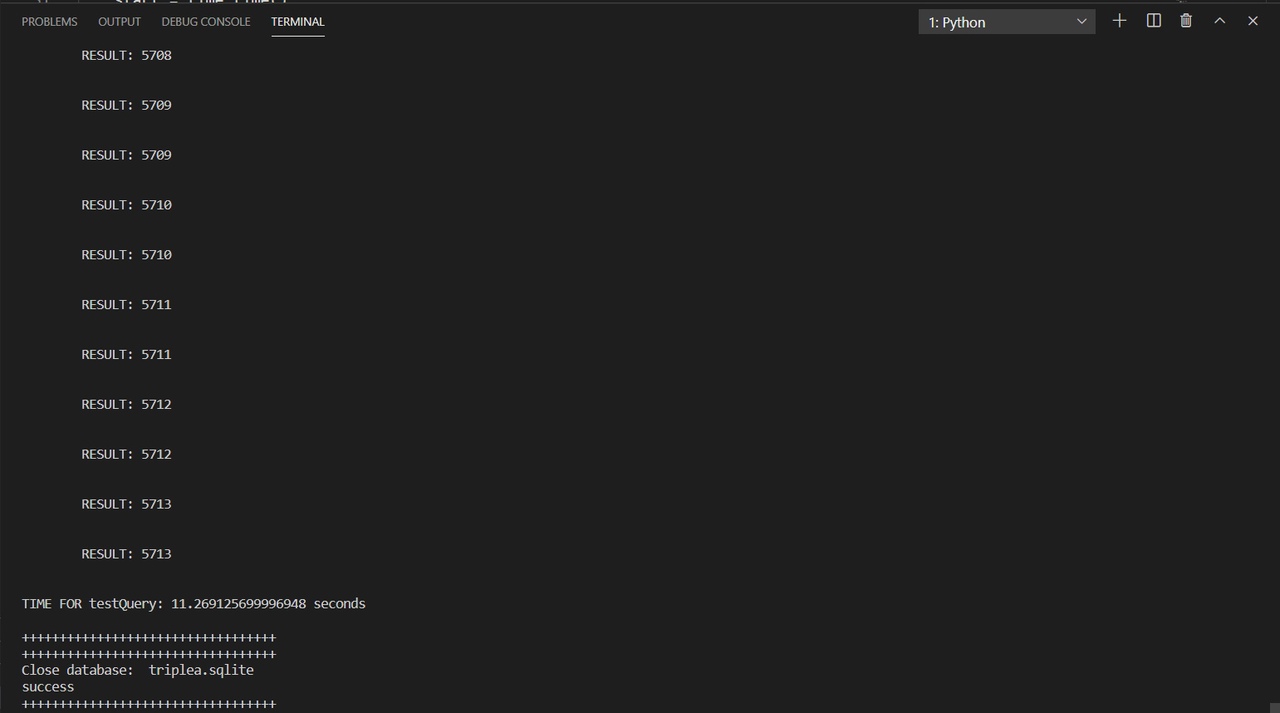 PROBLEMS OUTPUT DEBUG CONSOLE TERMINAL 1: Python
RESULT: 5708
RESULT: 5709
RESULT: 5709
RESULT: 5710
RESULT: 5710
RESULT: 5711
RESULT: 5711
RESULT: 5712
RESULT: 5712
RESULT: 5713
RESULT: 5713
TIME FOR testQuery: 11.269125699996948 seconds
++++++++++++++++++++++++++++++++++
++++++++++++++++++++++++++++++++++
Close database:  triplea.sqlite
success
++++++++++++++++++++++++++++++++++